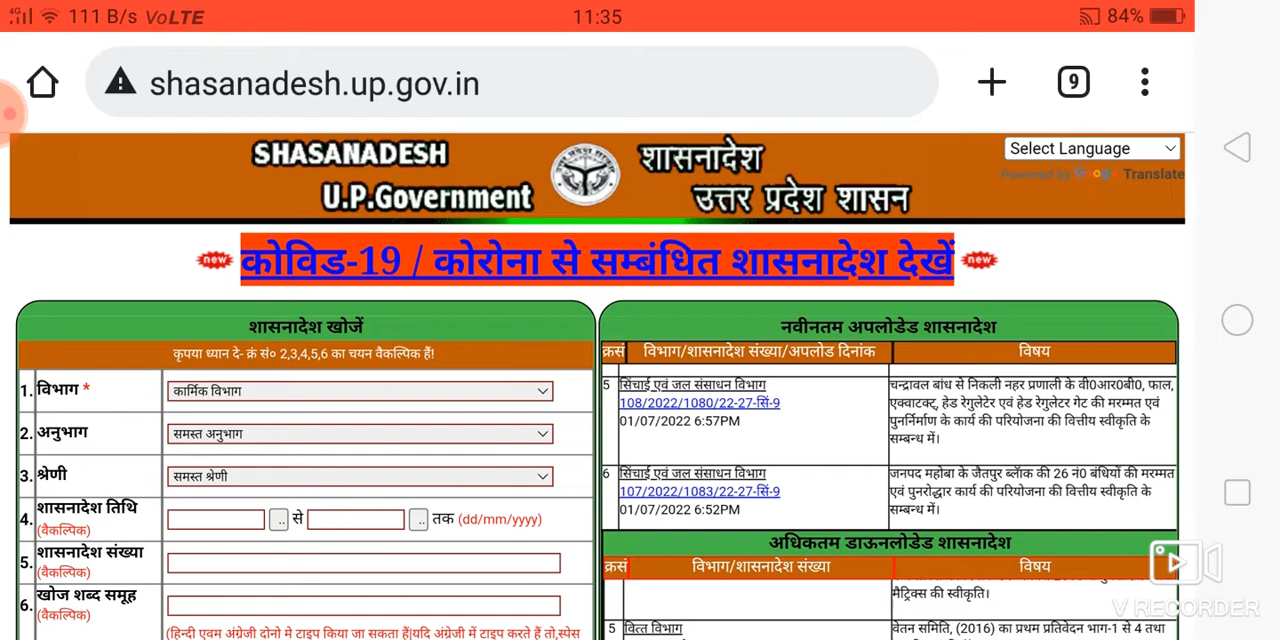 4G 111 B/s VoLTE 11:35 84%
shasanadesh.up.gov.in 9
SHASANADESH
U.P.Government
शासनादेश
उत्तर प्रदेश शासन
Select Language
Powered by Google Translate
new कोविड-19 / कोरोना से सम्बंधित शासनादेश देखें new
शासनादेश खोजें
कृपया ध्यान दे- क्रं सं० 2,3,4,5,6 का चयन वैकल्पिक हैं!
1. विभाग * कार्मिक विभाग
2. अनुभाग समस्त अनुभाग
3. श्रेणी समस्त श्रेणी
4. शासनादेश तिथि
(वैकल्पिक)
.. से .. तक (dd/mm/yyyy)
5. शासनादेश संख्या
(वैकल्पिक)
6. खोज शब्द समूह
(वैकल्पिक)
(हिन्दी एवम अंग्रेजी दोनो मे टाइप किया जा सकता हैं|यदि अंग्रेजी में टाइप करते हैं तो,स्पेस
नवीनतम अपलोडेड शासनादेश
क्रसं विभाग/शासनादेश संख्या/अपलोड दिनांक विषय
5 सिंचाई एवं जल संसाधन विभाग
108/2022/1080/22-27-सिं-9
01/07/2022 6:57PM
चन्द्रावल बांध से निकली नहर प्रणाली के वी0आर0बी0, फाल,
एक्वाडक्ट, हेड रेगुलेटर एवं हेड रेगुलेटर गेट की मरम्मत एवं
पुनर्निर्माण के कार्य की परियोजना की वित्तीय स्वीकृति के
सम्बन्ध में।
6 सिंचाई एवं जल संसाधन विभाग
107/2022/1083/22-27-सिं-9
01/07/2022 6:52PM
जनपद महोबा के जैतपुर ब्लॅाक की 26 नं0 बंधियों की मरम्मत
एवं पुनरोद्धार कार्य की परियोजना की वित्तीय स्वीकृति के
सम्बन्ध में।
अधिकतम डाऊनलोडेड शासनादेश
क्रसं विभाग/शासनादेश संख्या विषय
मैट्रिक्स की स्वीकृति।
5 वित्त विभाग
वेतन समिति, (2016) का प्रथम प्रतिवेदन भाग-1 से 4 तथा
V RECORDER